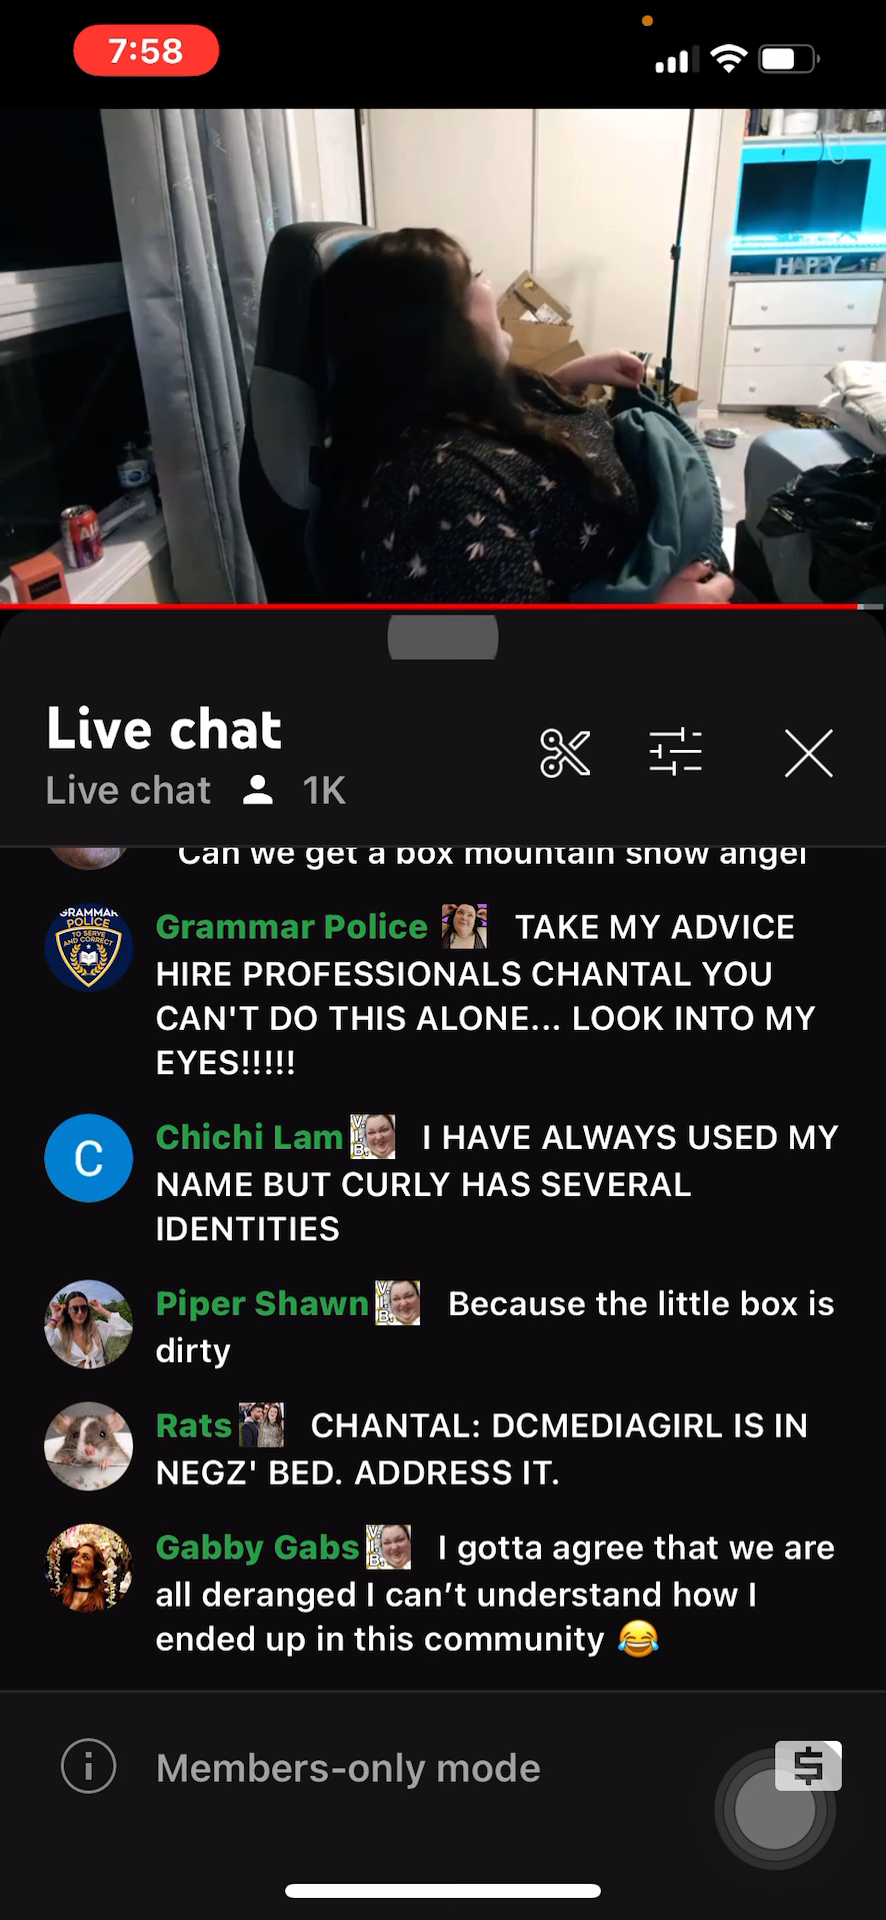 7:58
HAPPY
Live chat
Live chat 1K
Can we get a box mountain snow angel
GRAMMAR
POLICE
TO SERVE
AND CORRECT
Grammar Police TAKE MY ADVICE
HIRE PROFESSIONALS CHANTAL YOU
CAN'T DO THIS ALONE... LOOK INTO MY
EYES!!!!!
C
Chichi Lam V.I.B. I HAVE ALWAYS USED MY
NAME BUT CURLY HAS SEVERAL
IDENTITIES
Piper Shawn V.I.B. Because the little box is
dirty
Rats CHANTAL: DCMEDIAGIRL IS IN
NEGZ' BED. ADDRESS IT.
Gabby Gabs V.I.B. I gotta agree that we are
all deranged I can’t understand how I
ended up in this community 😂
Members-only mode
$